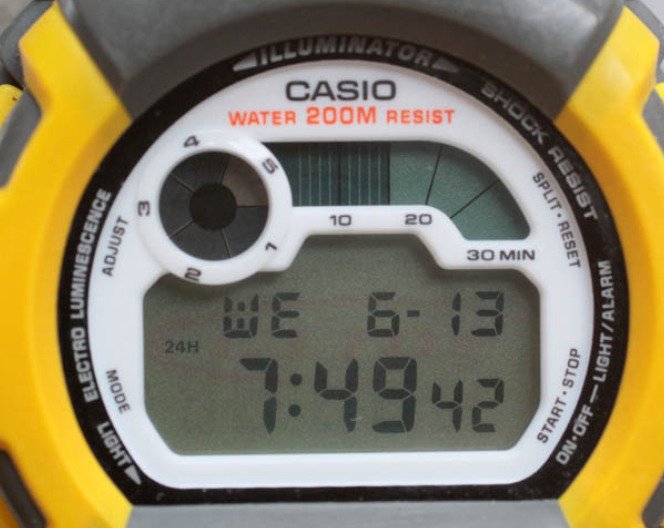 ILLUMINATOR
CASIO
WATER 200M RESIST
SHOCK RESIST
ELECTRO LUMINESCENCE
ADJUST
SPLIT·RESET
4
5
3
1
2
10
20
30 MIN
WE 6-13
24H
7:49 42
MODE
LIGHT
START·STOP
ON·OFF — LIGHT/ALARM